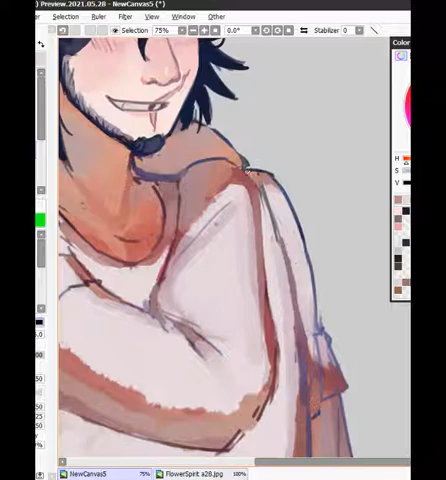 ) Preview.2021.05.28 - NewCanvas5 (*)
Selection Ruler Filter View Window Other
Selection 75% 0.0° Stabilizer 0
Color
H
S
V
NewCanvas5 75% FlowerSpirit a28.jpg 100%